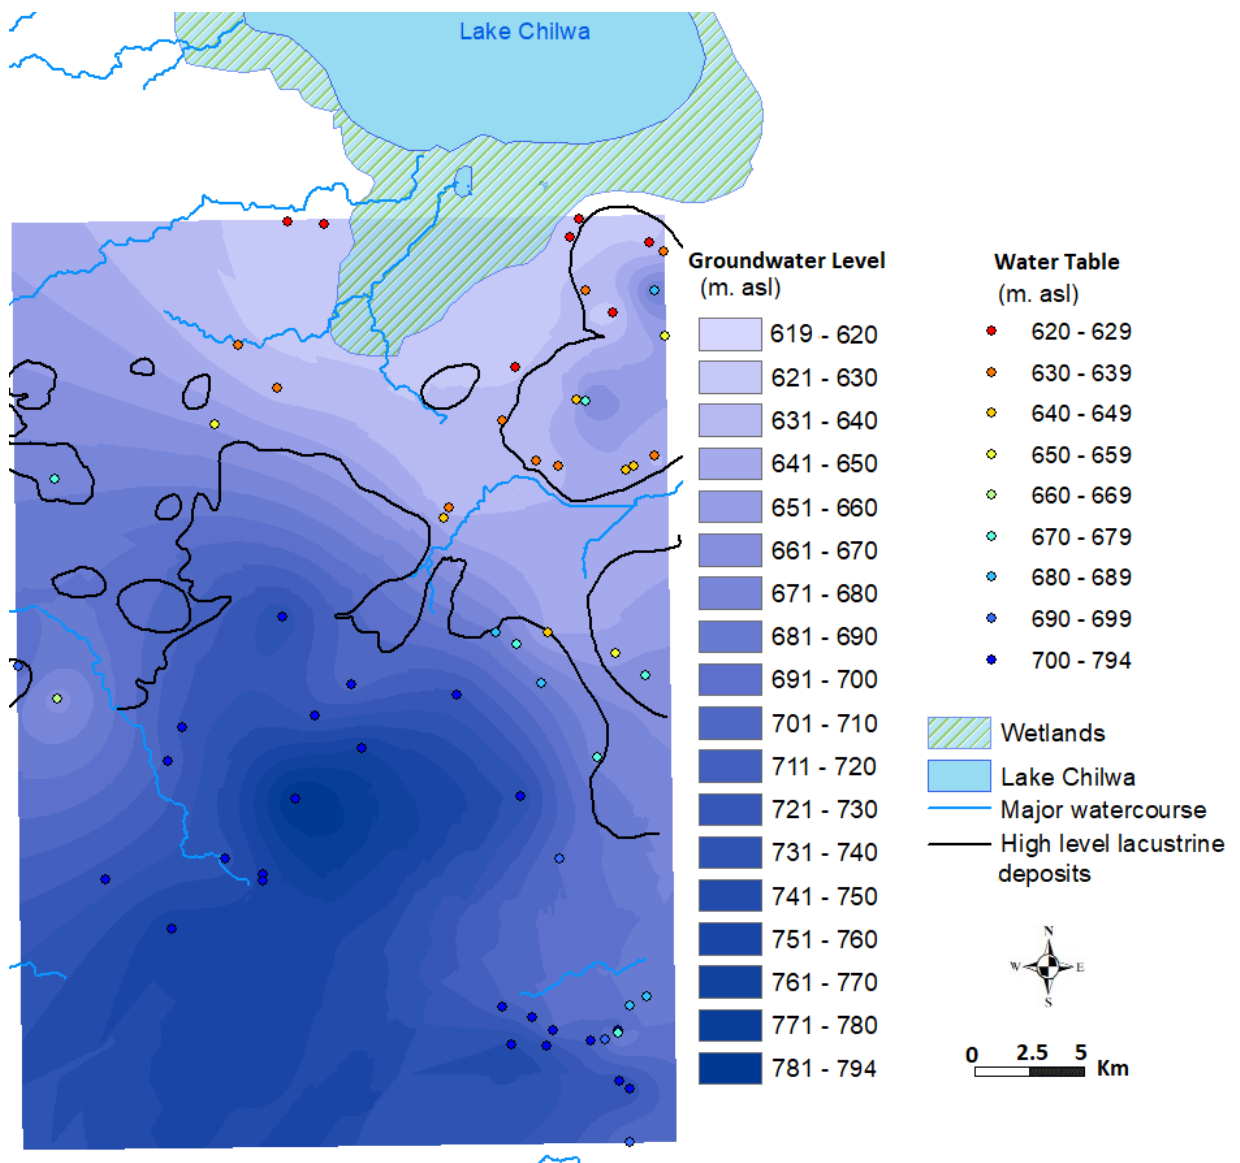 Lake Chilwa
Groundwater Level
(m. asl)
619 - 620
621 - 630
631 - 640
641 - 650
651 - 660
661 - 670
671 - 680
681 - 690
691 - 700
701 - 710
711 - 720
721 - 730
731 - 740
741 - 750
751 - 760
761 - 770
771 - 780
781 - 794
Water Table
(m. asl)
620 - 629
630 - 639
640 - 649
650 - 659
660 - 669
670 - 679
680 - 689
690 - 699
700 - 794
Wetlands
Lake Chilwa
Major watercourse
High level lacustrine
deposits
N
W E
S
0 2.5 5 Km